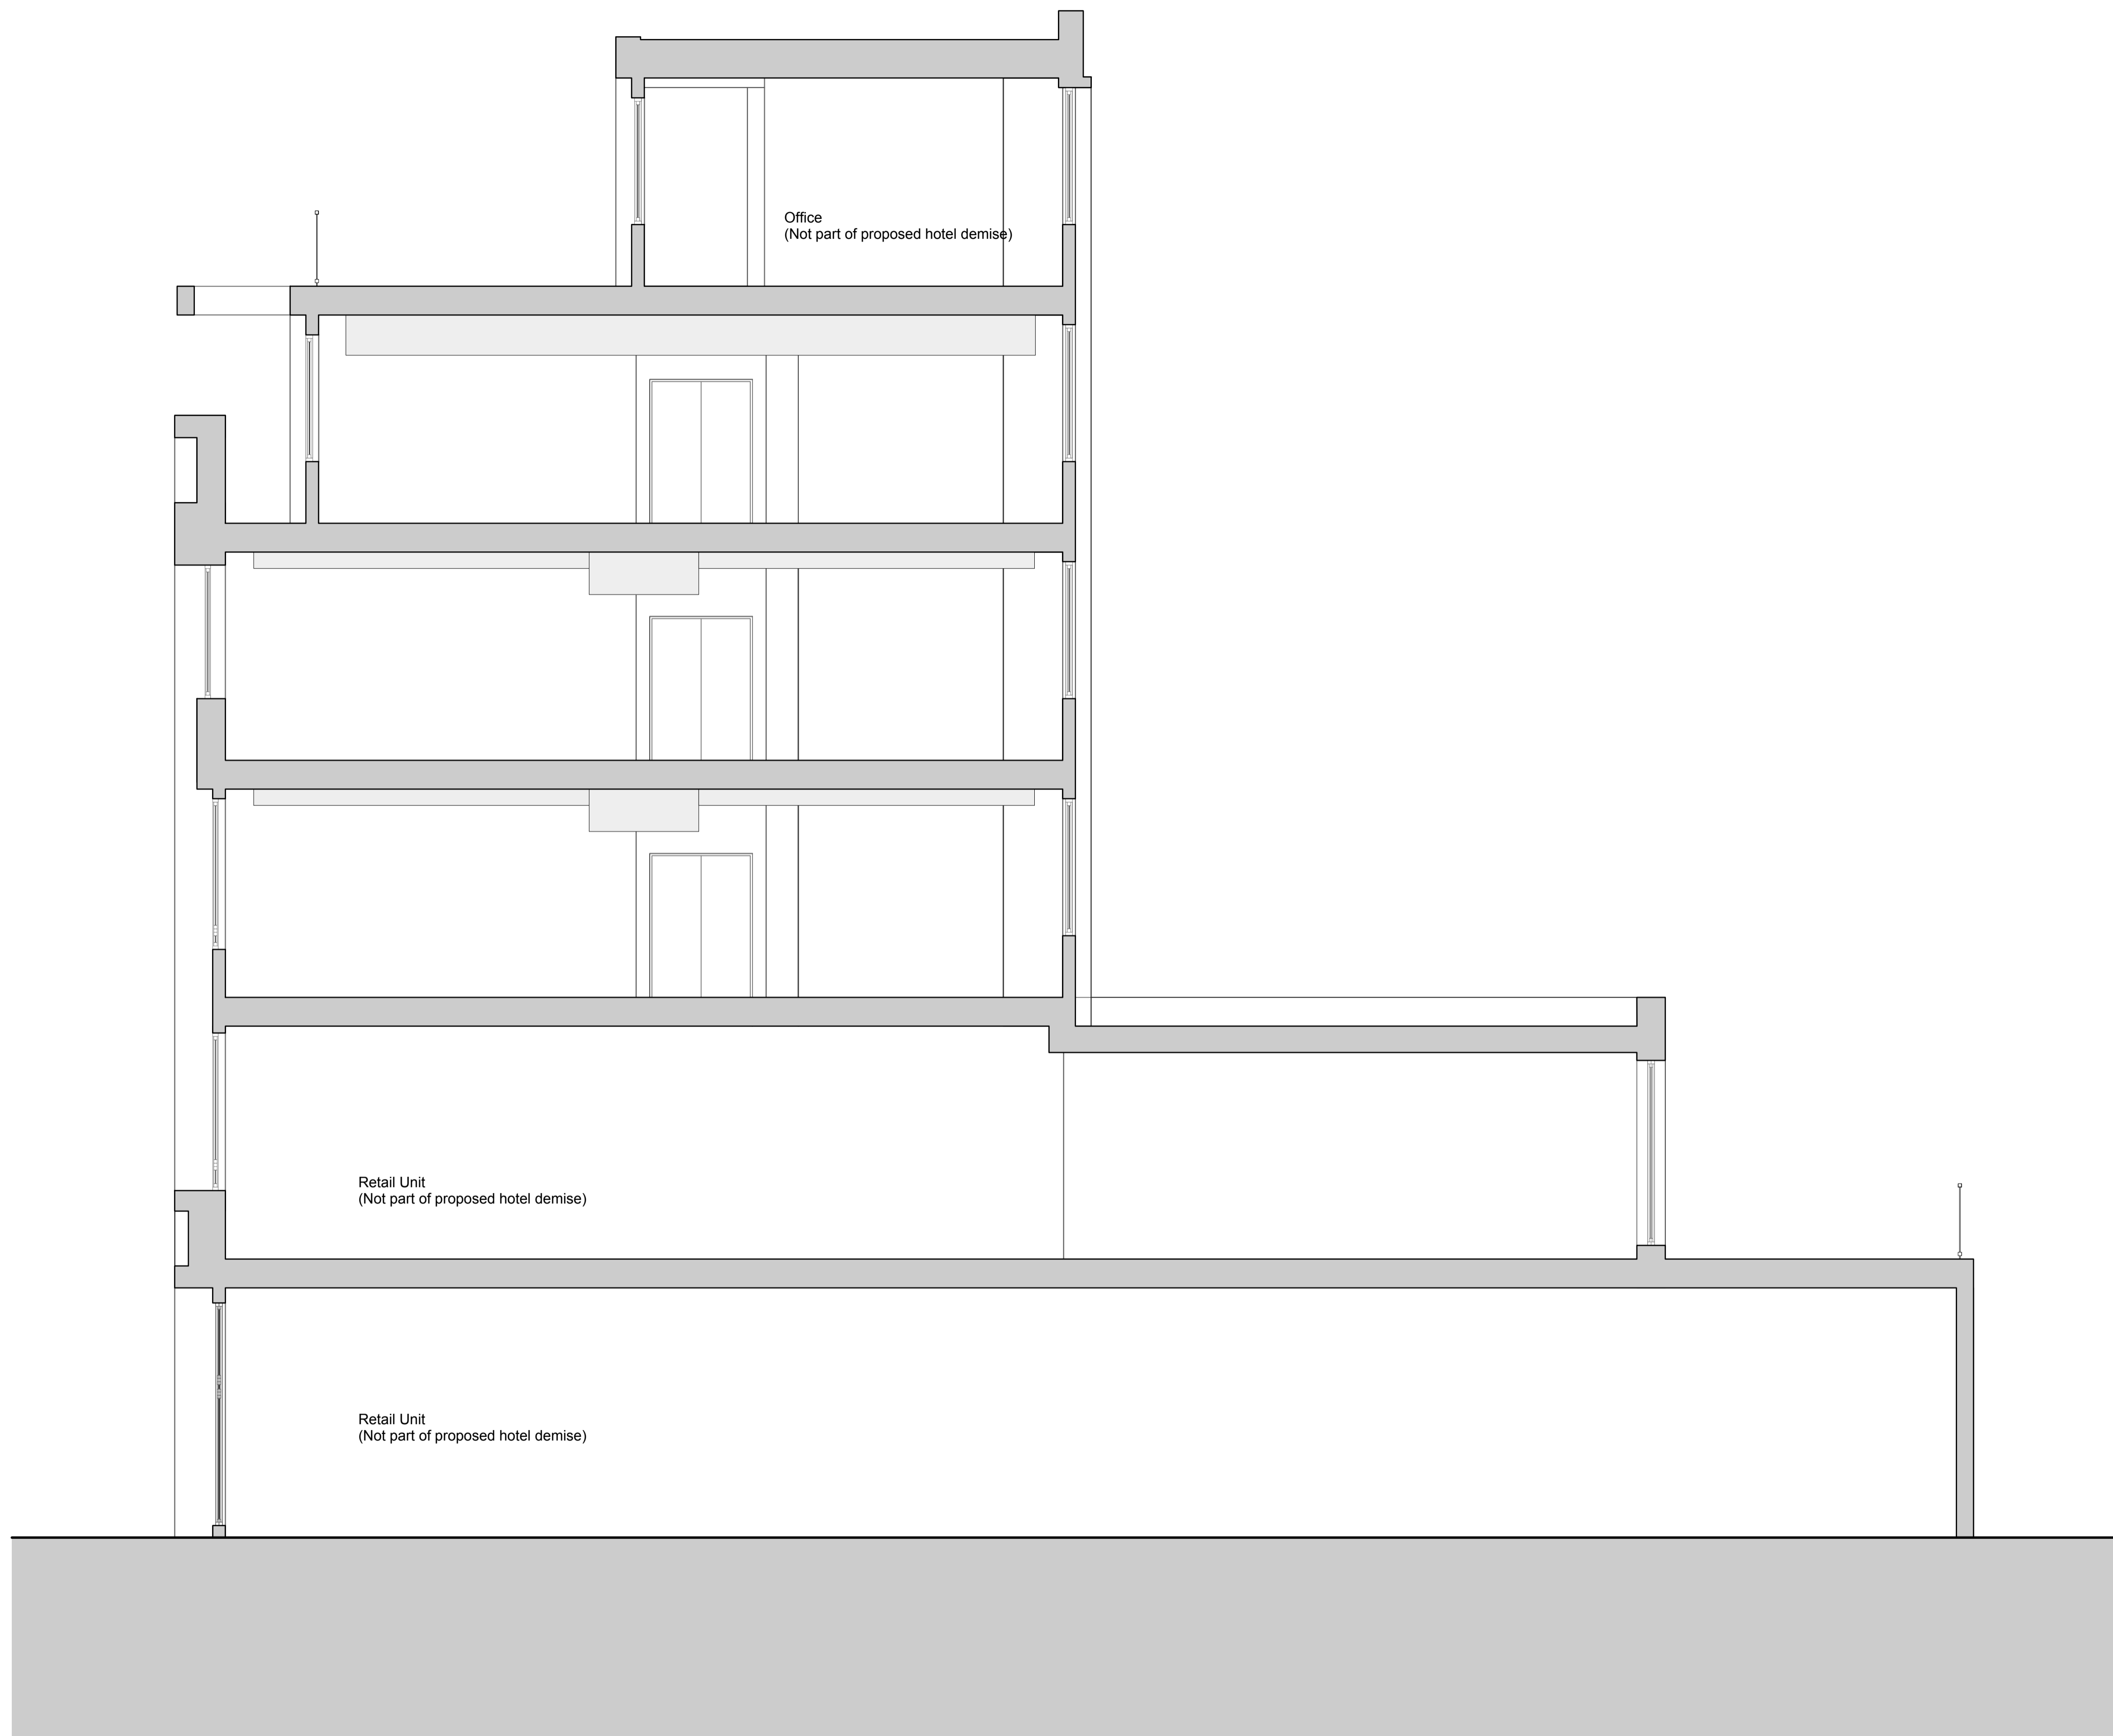 Office
(Not part of proposed hotel demise)
Retail Unit
(Not part of proposed hotel demise)
Retail Unit
(Not part of proposed hotel demise)